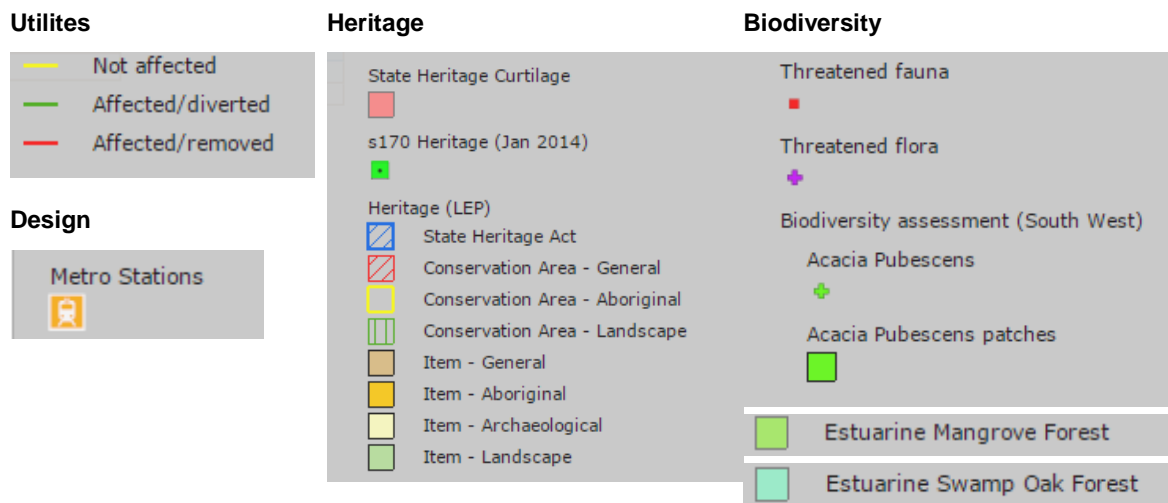 Utilites
Not affected
Affected/diverted
Affected/removed
Design
Metro Stations
Heritage
State Heritage Curtilage
s170 Heritage (Jan 2014)
Heritage (LEP)
State Heritage Act
Conservation Area - General
Conservation Area - Aboriginal
Conservation Area - Landscape
Item - General
Item - Aboriginal
Item - Archaeological
Item - Landscape
Biodiversity
Threatened fauna
Threatened flora
Biodiversity assessment (South West)
Acacia Pubescens
Acacia Pubescens patches
Estuarine Mangrove Forest
Estuarine Swamp Oak Forest